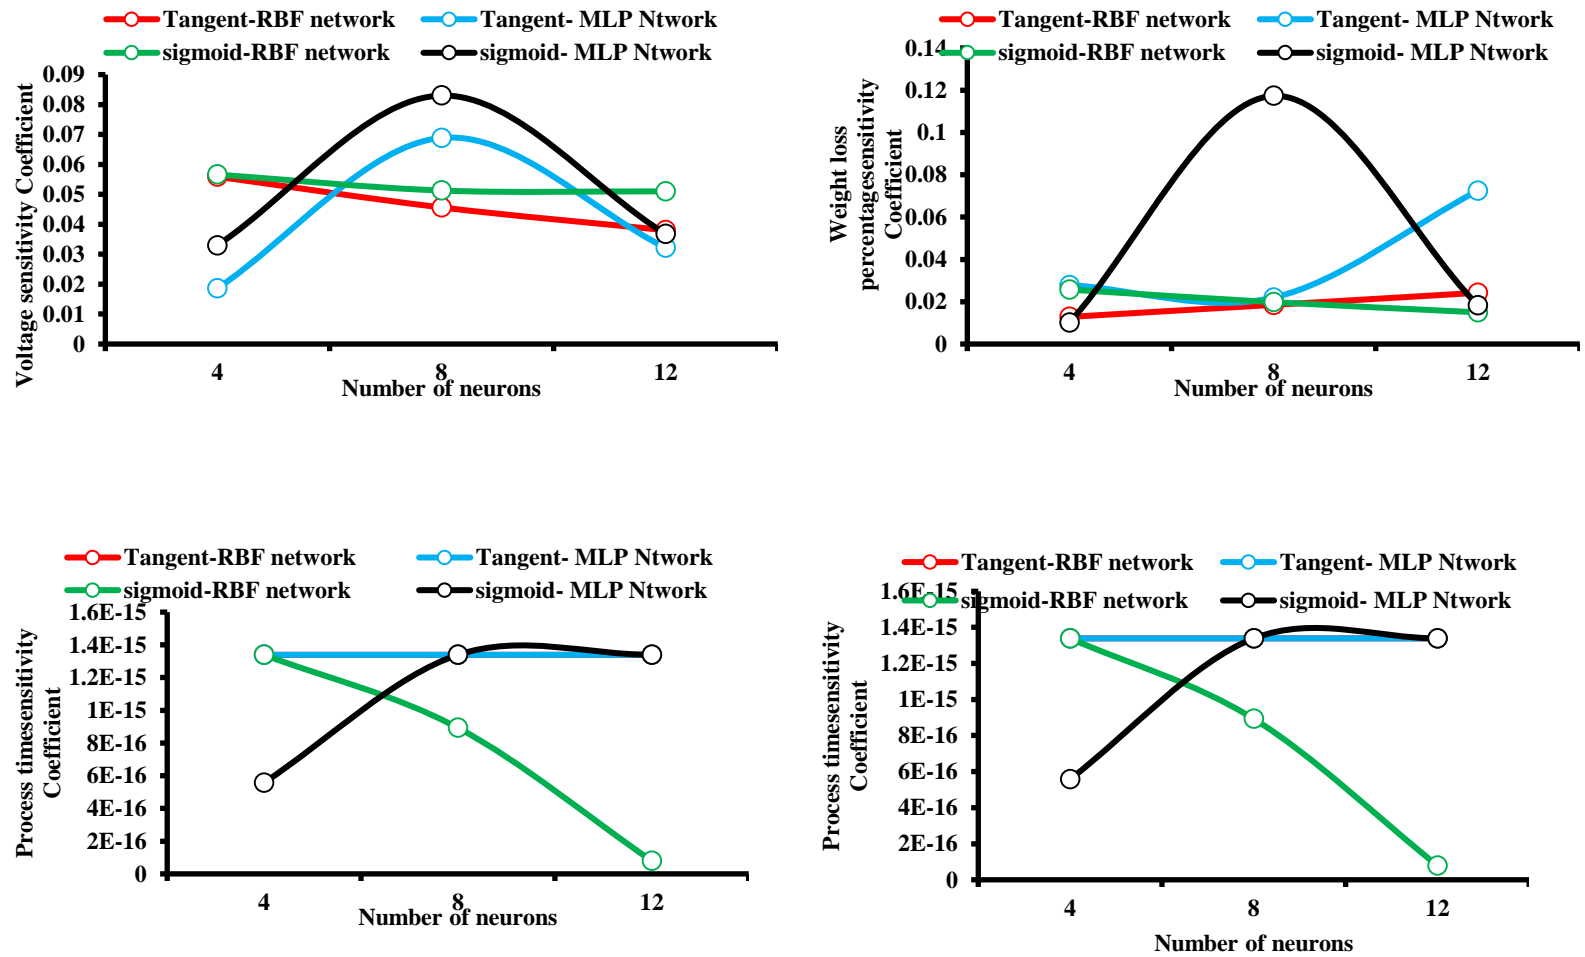 Tangent-RBF network
Tangent- MLP Ntwork
sigmoid-RBF network
sigmoid- MLP Ntwork
Voltage sensitivity Coefficient
0.09
0.08
0.07
0.06
0.05
0.04
0.03
0.02
0.01
0
4
8
12
Number of neurons
Tangent-RBF network
Tangent- MLP Ntwork
sigmoid-RBF network
sigmoid- MLP Ntwork
Weight loss
percentagesensitivity
Coefficient
0.14
0.12
0.1
0.08
0.06
0.04
0.02
0
4
8
12
Number of neurons
Tangent-RBF network
Tangent- MLP Ntwork
sigmoid-RBF network
sigmoid- MLP Ntwork
Process timesensitivity
Coefficient
1.6E-15
1.4E-15
1.2E-15
1E-15
8E-16
6E-16
4E-16
2E-16
0
4
8
12
Number of neurons
Tangent-RBF network
Tangent- MLP Ntwork
sigmoid-RBF network
sigmoid- MLP Ntwork
Process timesensitivity
Coefficient
1.6E-15
1.4E-15
1.2E-15
1E-15
8E-16
6E-16
4E-16
2E-16
0
4
8
12
Number of neurons